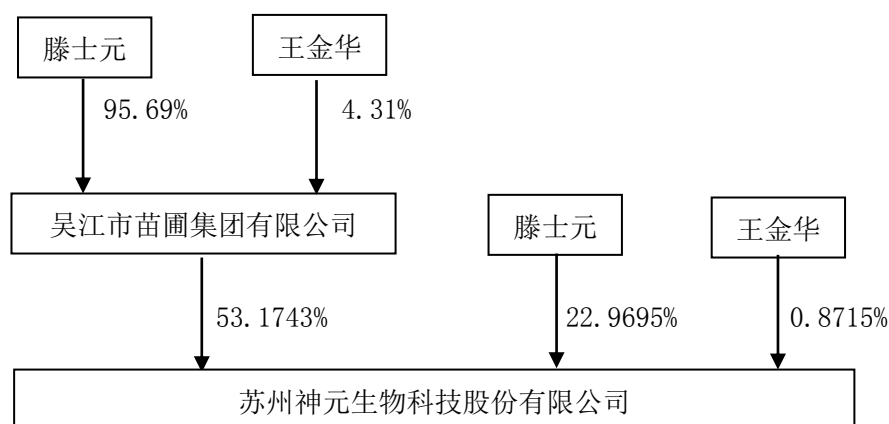 滕士元 王金华
95.69% 4.31%
吴江市苗圃集团有限公司 滕士元 王金华
53.1743% 22.9695% 0.8715%
苏州神元生物科技股份有限公司